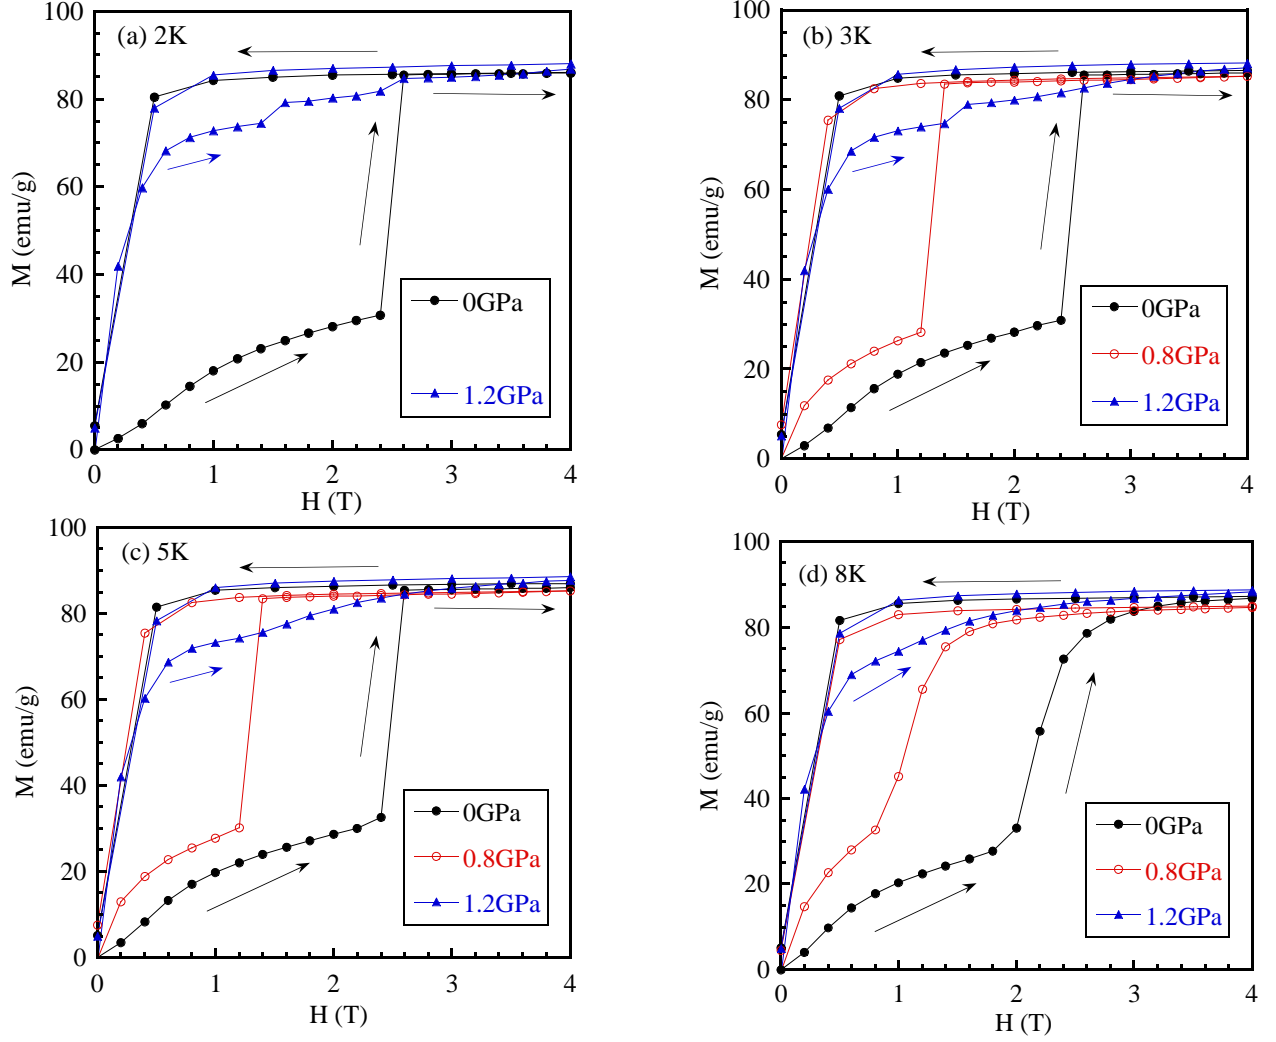 (a) 2K
100
80
60
40
20
0
M (emu/g)
0GPa
1.2GPa
0 1 2 3 4
H (T)
(b) 3K
100
80
60
40
20
0
M (emu/g)
0GPa
0.8GPa
1.2GPa
0 1 2 3 4
H (T)
(c) 5K
100
80
60
40
20
0
M (emu/g)
0GPa
0.8GPa
1.2GPa
0 1 2 3 4
H (T)
(d) 8K
100
80
60
40
20
0
M (emu/g)
0GPa
0.8GPa
1.2GPa
0 1 2 3 4
H (T)